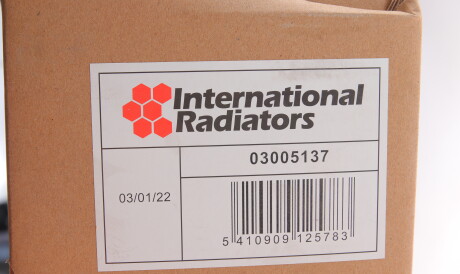 International
Radiators
03005137
03/01/22
5 410909 125783